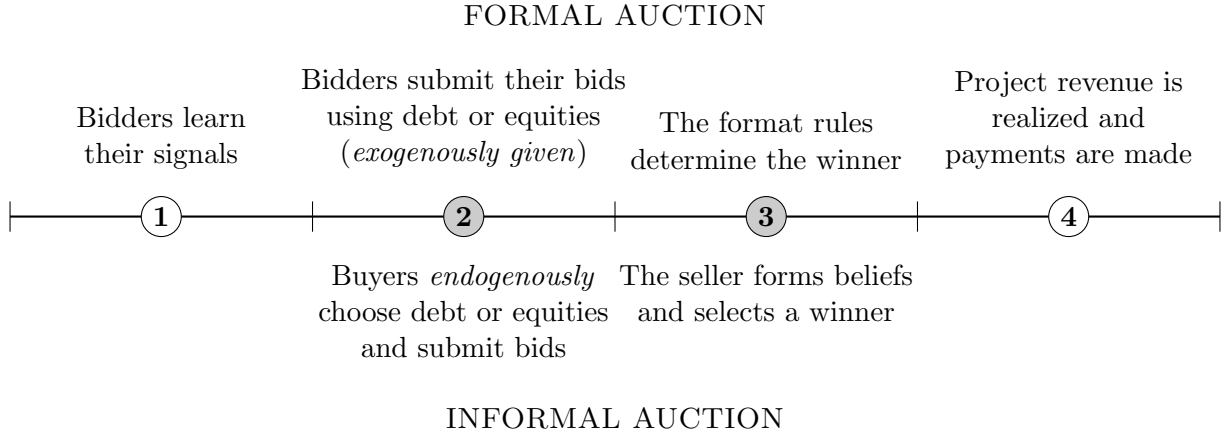 FORMAL AUCTION
Bidders learn
their signals
Bidders submit their bids
using debt or equities
(exogenously given)
The format rules
determine the winner
Project revenue is
realized and
payments are made
1
2
3
4
Buyers endogenously
choose debt or equities
and submit bids
The seller forms beliefs
and selects a winner
INFORMAL AUCTION